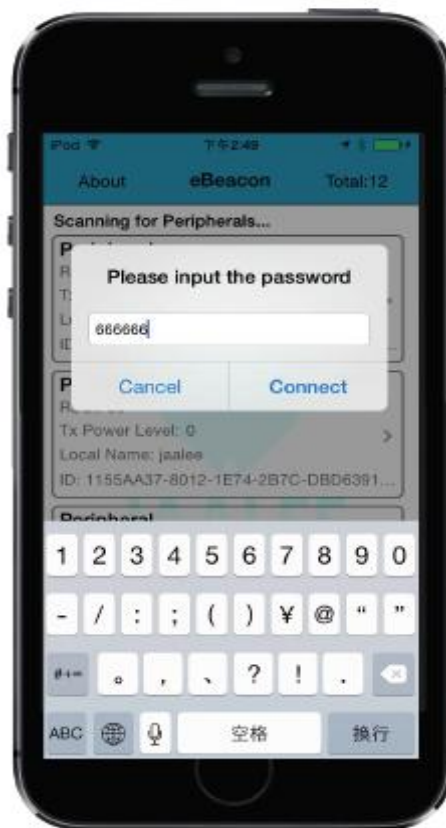 iPod 下午2:49
About eBeacon Total:12
Scanning for Peripherals...
Please input the password
666666
Cancel Connect
Tx Power Level: 0
Local Name: jaalee
ID: 1155AA37-8012-1E74-2B7C-DBD6391...
Peripheral
1 2 3 4 5 6 7 8 9 0
- / : ; ( ) ¥ @ “ ”
#+= 。 , 、 ? ! .
ABC 空格 换行